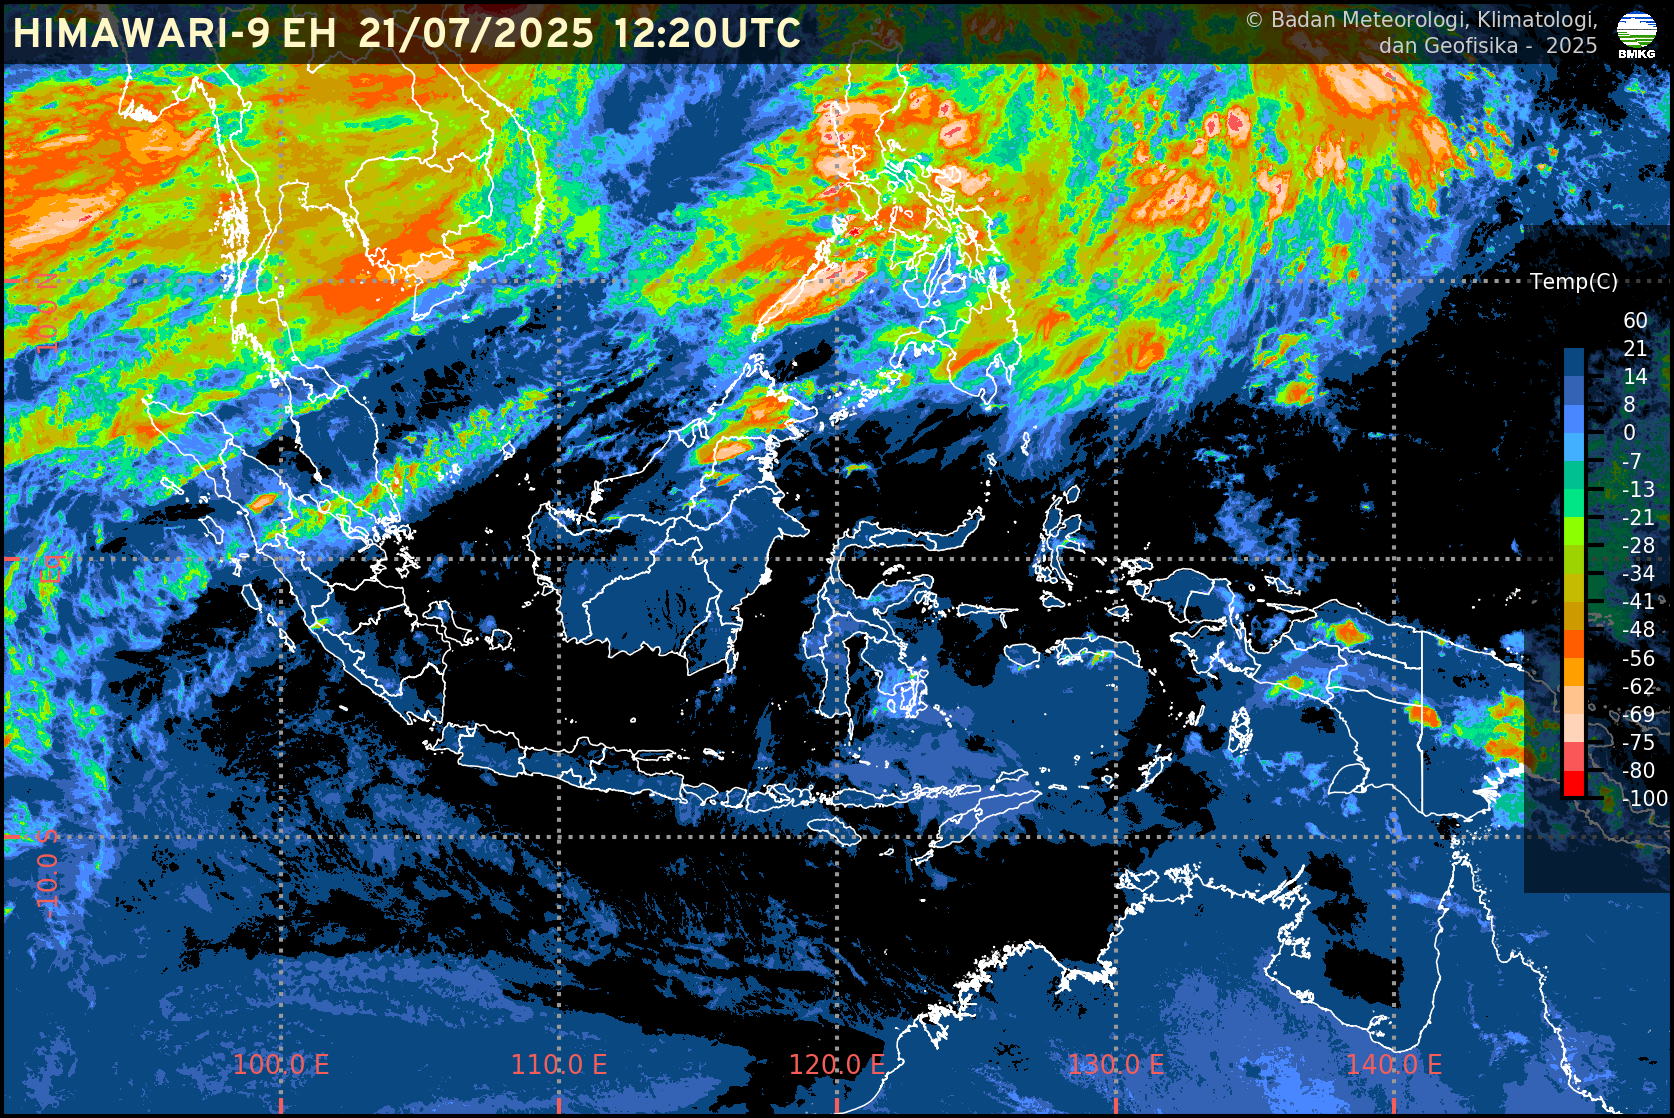 HIMAWARI-9 EH 21/07/2025 12:20UTC
© Badan Meteorologi, Klimatologi,
dan Geofisika - 2025
BMKG
Temp(C)
60
21
14
8
0
-7
-13
-21
-28
-34
-41
-48
-56
-62
-69
-75
-80
-100
10.0 N
Eq
-10.0 S
100.0 E
110.0 E
120.0 E
130.0 E
140.0 E